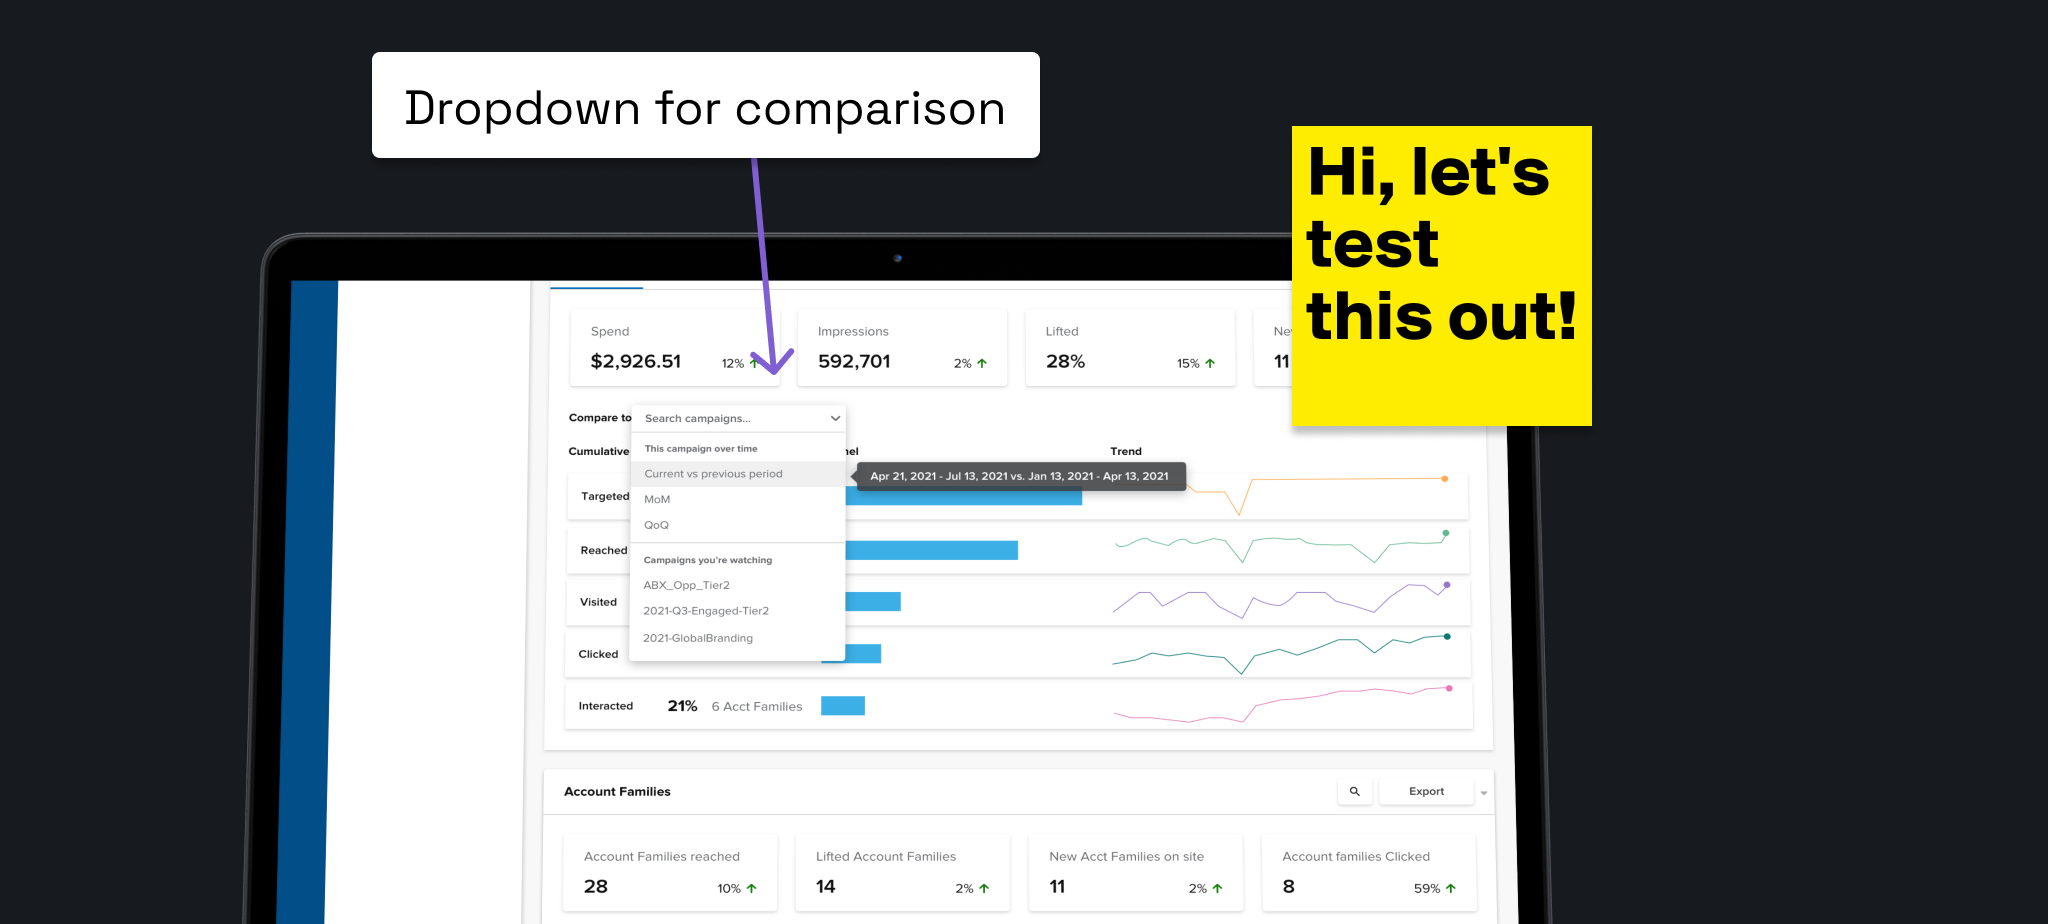 Dropdown for comparison
Hi, let's
test
this out!
Spend
$2,926.51
12%
Impressions
592,701
2%
Lifted
28%
15%
11
Compare to
Search campaigns...
This campaign over time
Current vs previous period
MoM
QoQ
Campaigns you're watching
ABX_Opp_Tier2
2021-Q3-Engaged-Tier2
2021-GlobalBranding
Cumulative
Trend
Apr 21, 2021 - Jul 13, 2021 vs. Jan 13, 2021 - Apr 13, 2021
Targeted
Reached
Visited
Clicked
Interacted 21% 6 Acct Families
Account Families
Export
Account Families reached
28
10%
Lifted Account Families
14
2%
New Acct Families on site
11
2%
Account families Clicked
8
59%